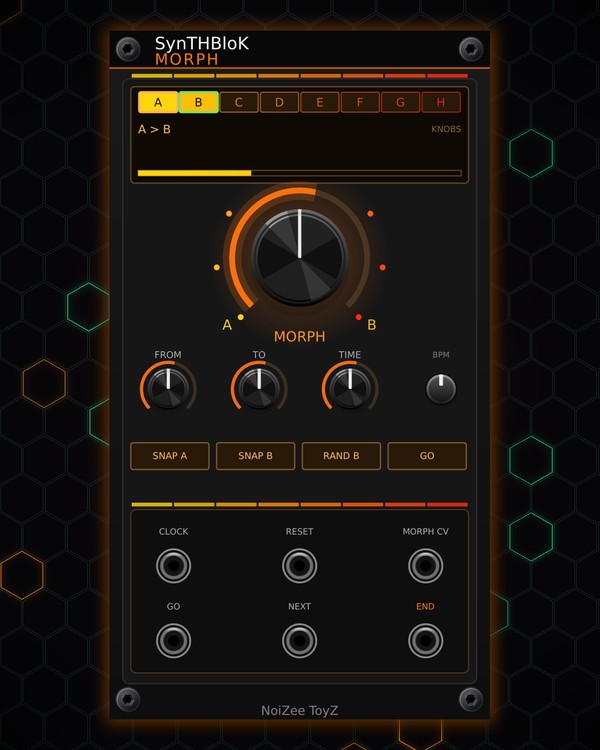 SynTHBloK
MORPH
A B C D E F G H
A > B KNOBS
A B
MORPH
FROM TO TIME BPM
SNAP A SNAP B RAND B GO
CLOCK RESET MORPH CV
GO NEXT END
NoiZee ToyZ